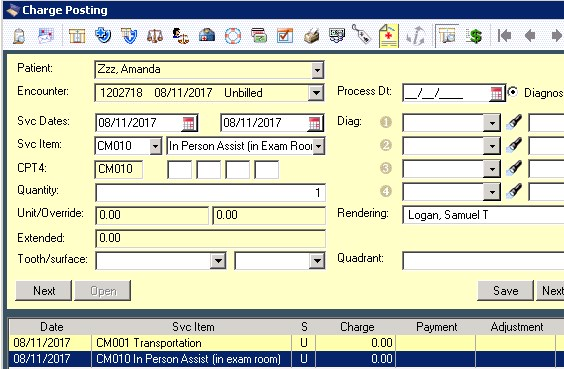 Charge Posting
Patient: Zzz, Amanda
Encounter: 1202718 08/11/2017 Unbilled Process Dt: __/__/____ Diagnos
Svc Dates: 08/11/2017 08/11/2017 Diag: 1
Svc Item: CM010 In Person Assist (in Exam Roor 2
CPT4: CM010 3
Quantity: 1 4
Unit/Override: 0.00 0.00 Rendering: Logan, Samuel T
Extended: 0.00
Tooth/surface: Quadrant:
Next Open Save Next
Date Svc Item S Charge Payment Adjustment
08/11/2017 CM001 Transportation U 0.00
08/11/2017 CM010 In Person Assist (in exam room) U 0.00